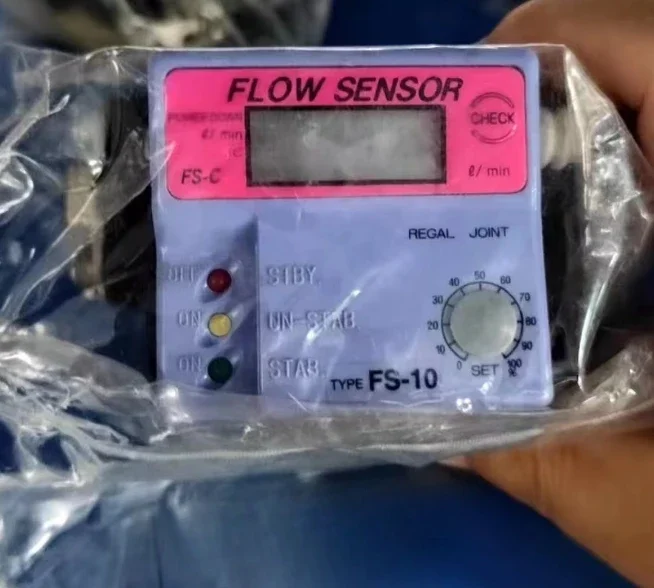 FLOW SENSOR
POWER DOWN
ℓ/ min
°C
CHECK
FS-C
ℓ/ min
REGAL JOINT
OFF STBY.
ON UN-STAB.
ON STAB.
TYPE FS-10
0 10 20 30 40 50 60 70 80 90 100 %
SET